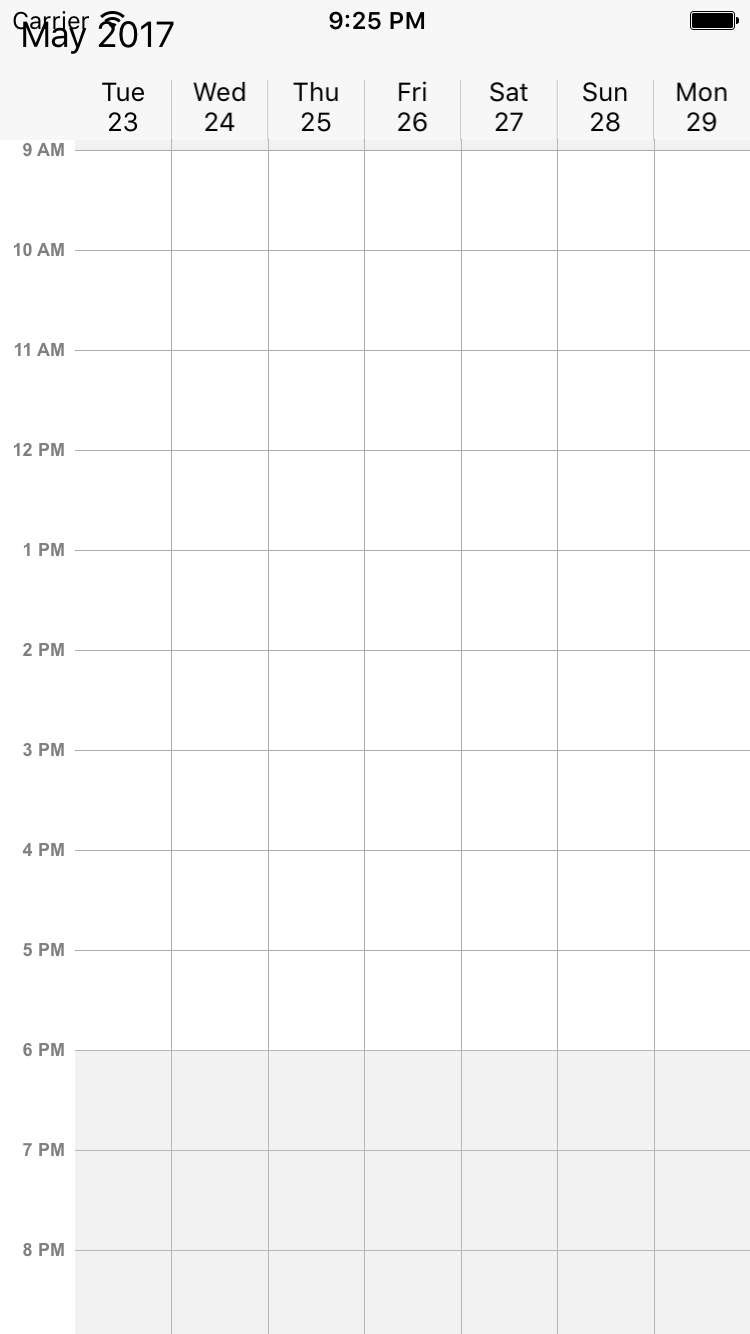 Carrier 9:25 PM
May 2017
Tue Wed Thu Fri Sat Sun Mon
23 24 25 26 27 28 29
9 AM
10 AM
11 AM
12 PM
1 PM
2 PM
3 PM
4 PM
5 PM
6 PM
7 PM
8 PM